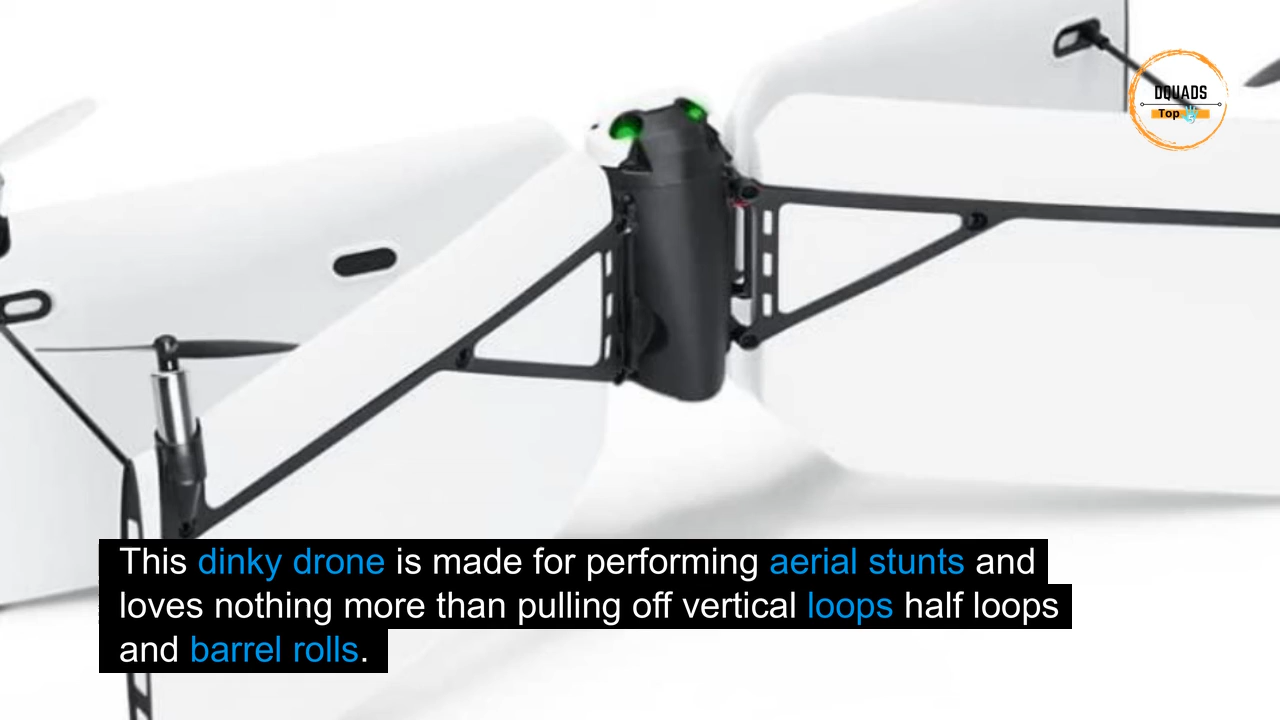 DQUADS
Top
This dinky drone is made for performing aerial stunts and
loves nothing more than pulling off vertical loops half loops
and barrel rolls.